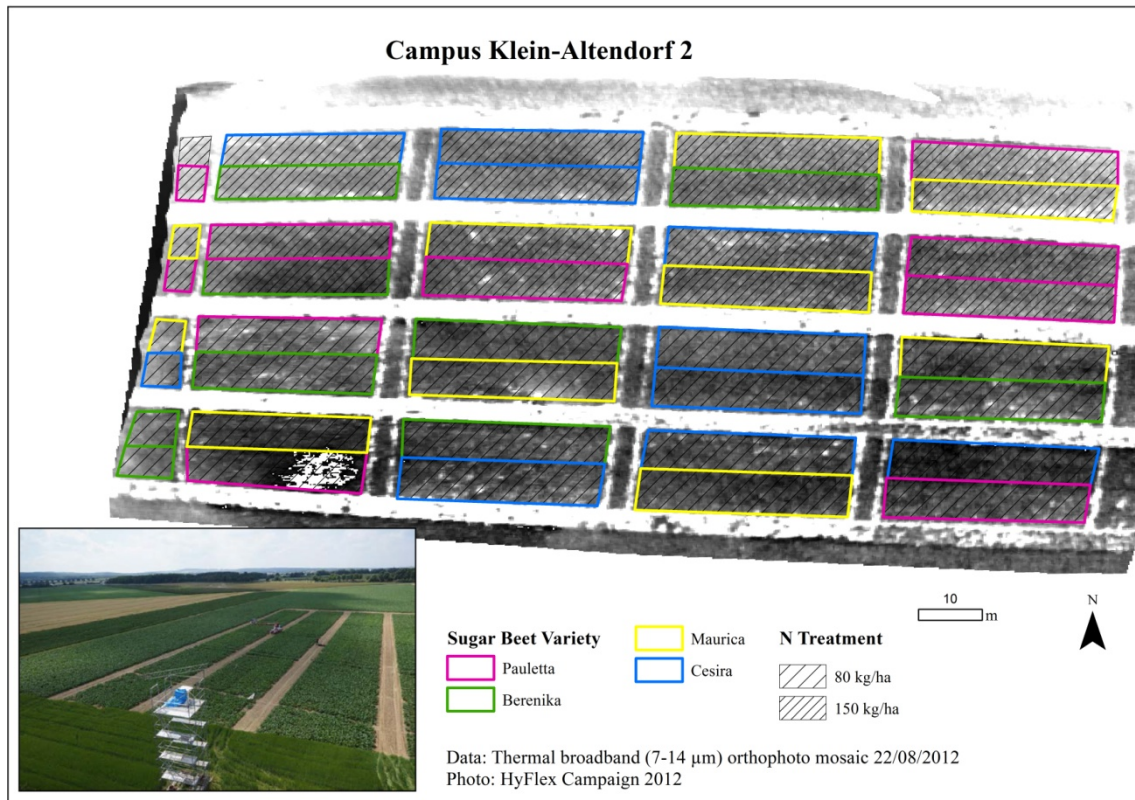 Campus Klein-Altendorf 2
10
m
N
Sugar Beet Variety
Pauletta
Berenika
Maurica
Cesira
N Treatment
80 kg/ha
150 kg/ha
Data: Thermal broadband (7-14 µm) orthophoto mosaic 22/08/2012
Photo: HyFlex Campaign 2012